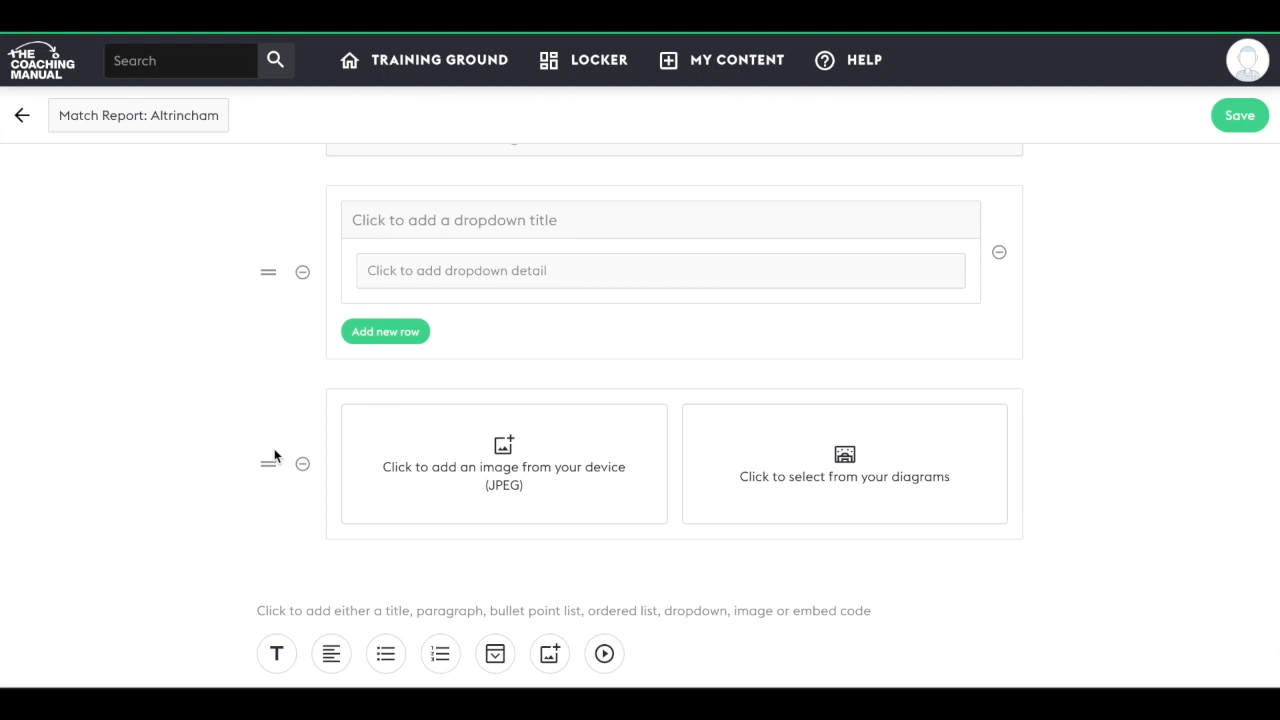 THE
COACHING
MANUAL
Search
TRAINING GROUND
LOCKER
MY CONTENT
HELP
Match Report: Altrincham
Save
Click to add a dropdown title
Click to add dropdown detail
Add new row
Click to add an image from your device
(JPEG)
Click to select from your diagrams
Click to add either a title, paragraph, bullet point list, ordered list, dropdown, image or embed code
T